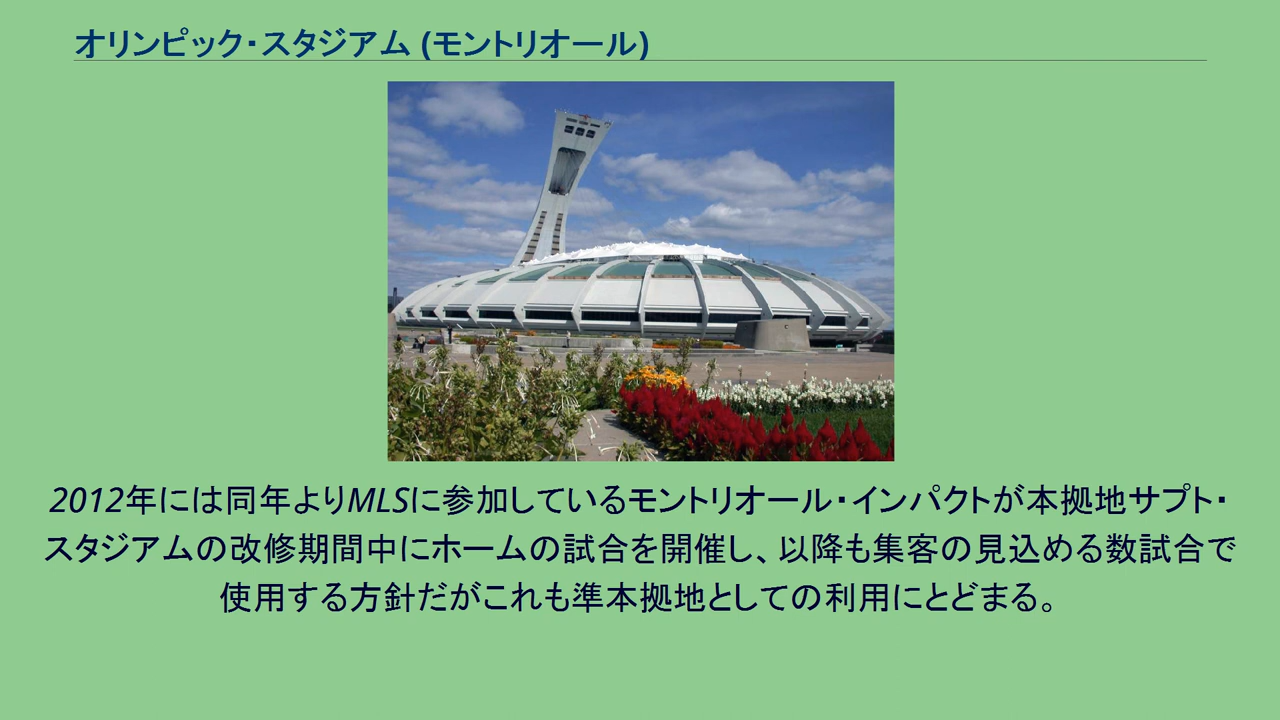 オリンピック・スタジアム (モントリオール)
2012年には同年よりMLSに参加しているモントリオール・インパクトが本拠地サプト・
スタジアムの改修期間中にホームの試合を開催し、以降も集客の見込める数試合で
使用する方針だがこれも準本拠地としての利用にとどまる。